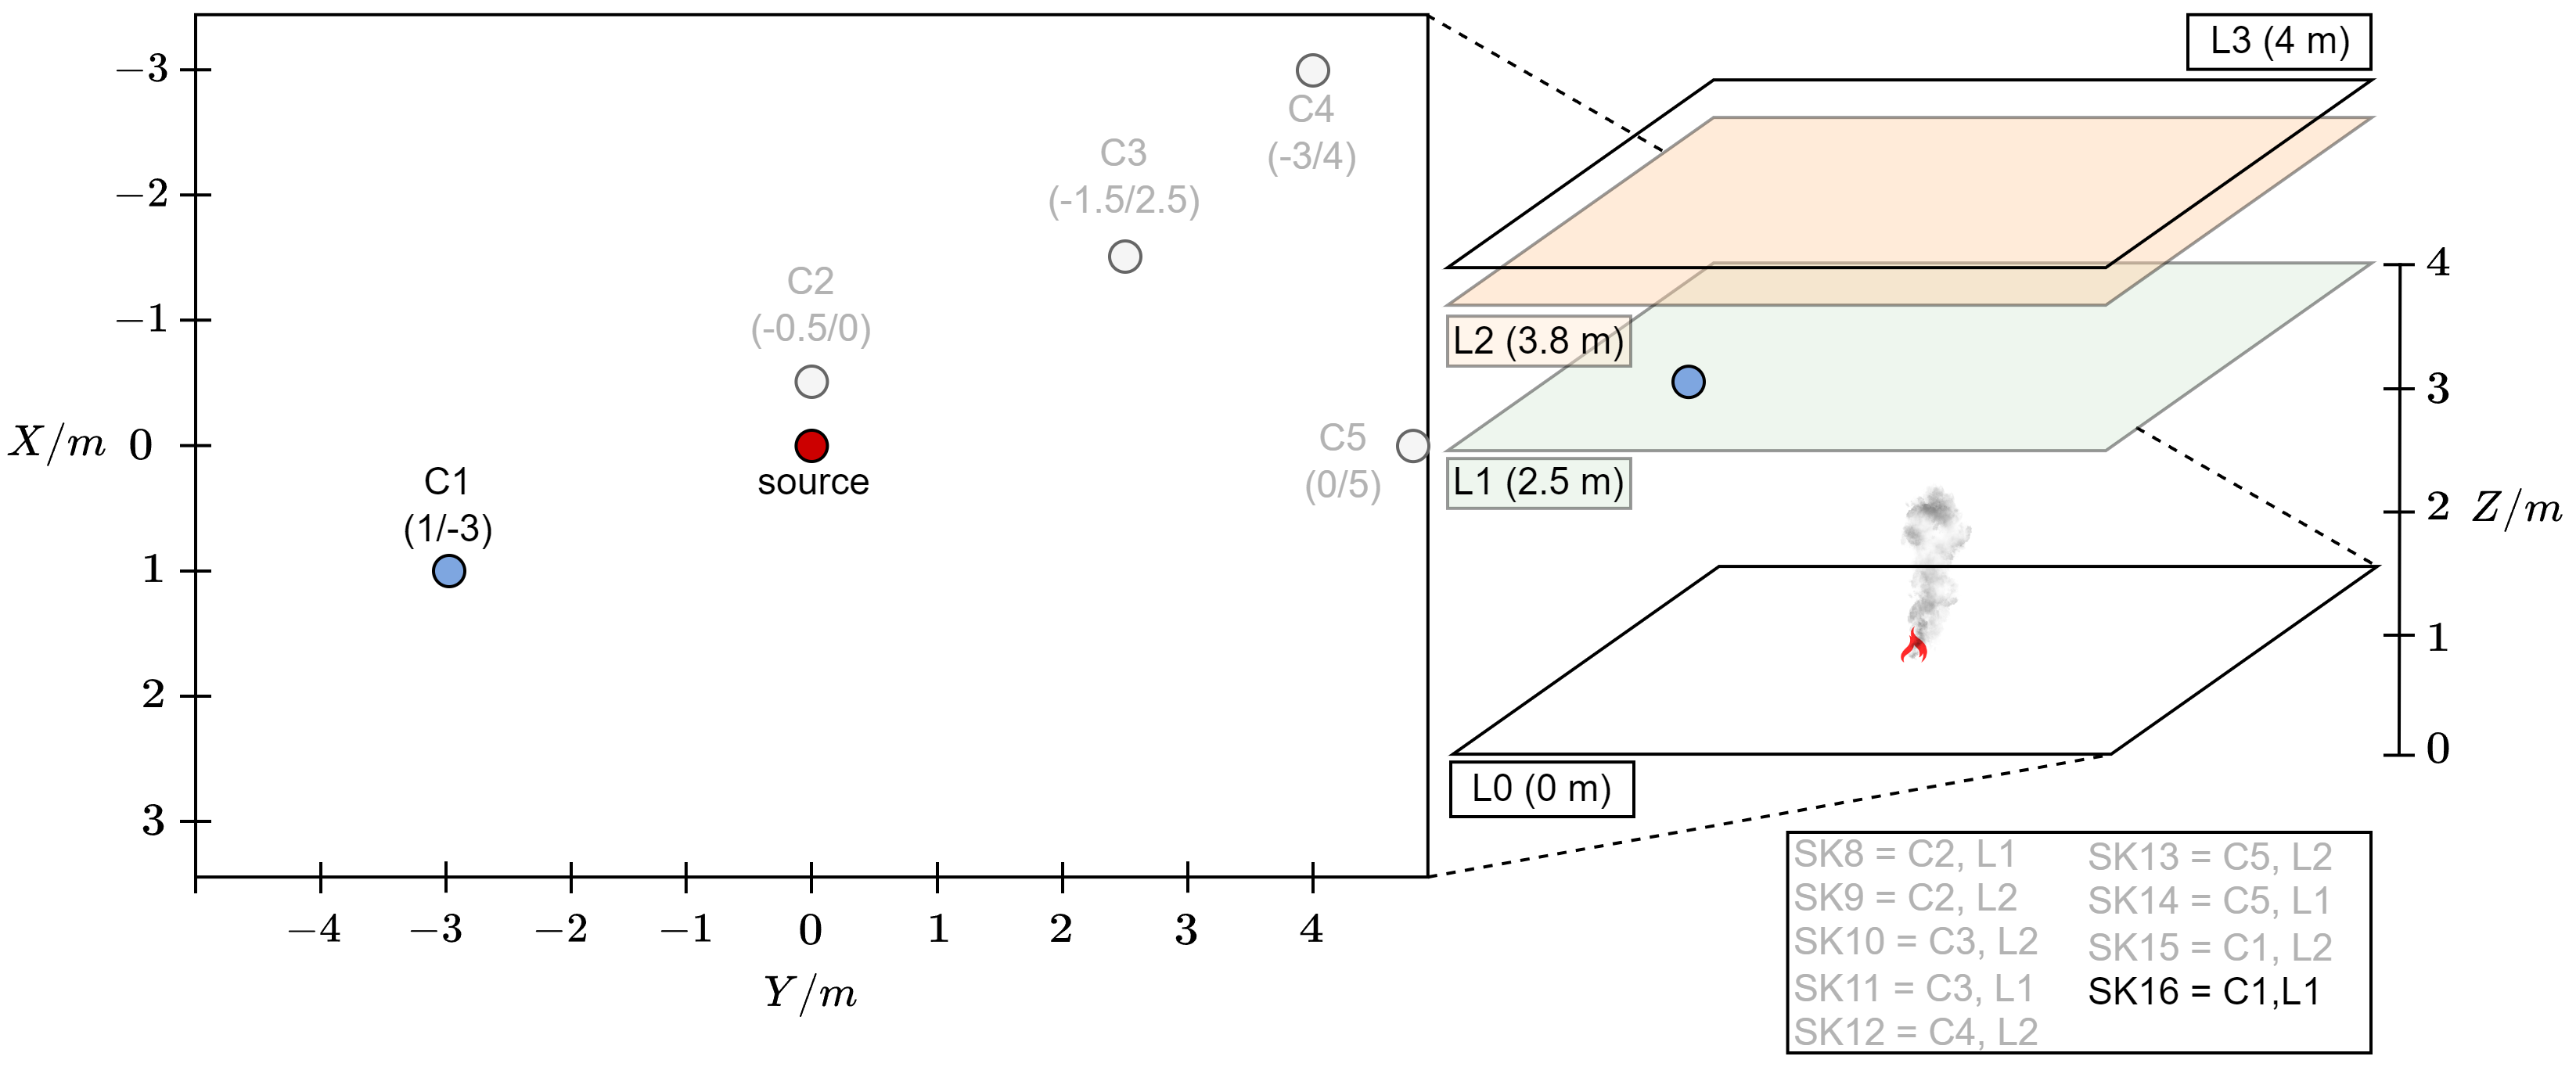 L3 (4 m)
−3
C4
(-3/4)
C3
(-1.5/2.5)
−2
C2
(-0.5/0)
−1
L2 (3.8 m)
4
3
X/m 0
source
C5
(0/5)
L1 (2.5 m)
2 Z/m
C1
(1/-3)
1
1
2
3
L0 (0 m)
0
−4 −3 −2 −1 0 1 2 3 4
Y/m
SK8 = C2, L1
SK9 = C2, L2
SK10 = C3, L2
SK11 = C3, L1
SK12 = C4, L2
SK13 = C5, L2
SK14 = C5, L1
SK15 = C1, L2
SK16 = C1,L1